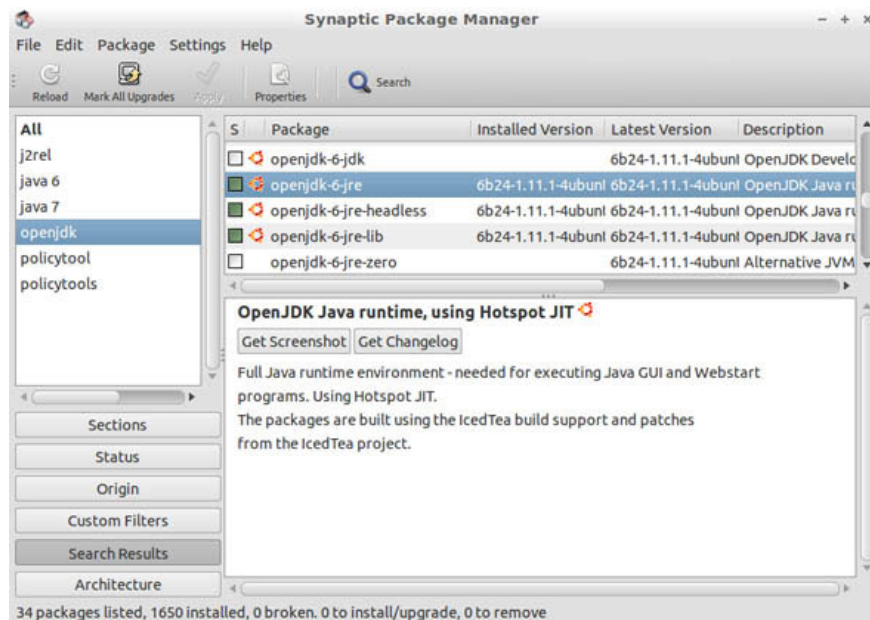 Synaptic Package Manager
File Edit Package Settings Help
Reload Mark All Upgrades Apply Properties Search
All
j2rel
java 6
java 7
openjdk
policytool
policytools
Sections
Status
Origin
Custom Filters
Search Results
Architecture
S Package Installed Version Latest Version Description
openjdk-6-jdk 6b24-1.11.1-4ubunt OpenJDK Develo
openjdk-6-jre 6b24-1.11.1-4ubunt 6b24-1.11.1-4ubunt OpenJDK Java ru
openjdk-6-jre-headless 6b24-1.11.1-4ubunt 6b24-1.11.1-4ubunt OpenJDK Java ru
openjdk-6-jre-lib 6b24-1.11.1-4ubunt 6b24-1.11.1-4ubunt OpenJDK Java ru
openjdk-6-jre-zero 6b24-1.11.1-4ubunt Alternative JVM
OpenJDK Java runtime, using Hotspot JIT
Get Screenshot Get Changelog
Full Java runtime environment - needed for executing Java GUI and Webstart
programs. Using Hotspot JIT.
The packages are built using the IcedTea build support and patches
from the IcedTea project.
34 packages listed, 1650 installed, 0 broken. 0 to install/upgrade, 0 to remove